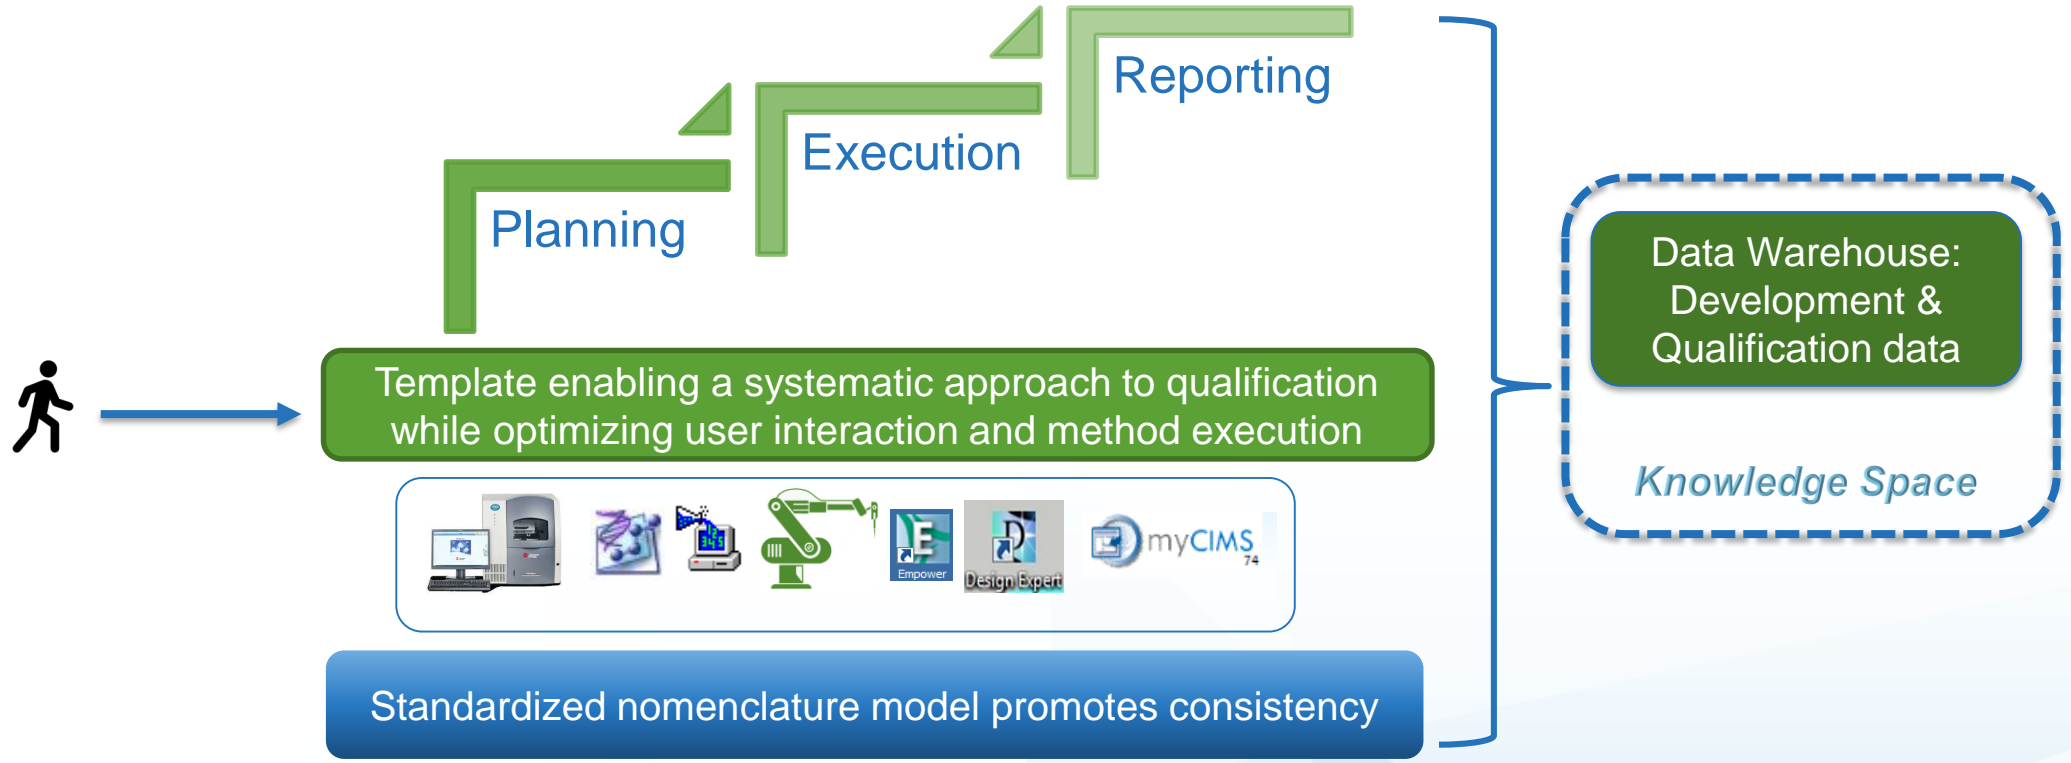 Reporting
Execution
Planning
Template enabling a systematic approach to qualification
while optimizing user interaction and method execution
E
Empower
D
Design Expert
myCIMS
74
Standardized nomenclature model promotes consistency
Data Warehouse:
Development &
Qualification data
Knowledge Space